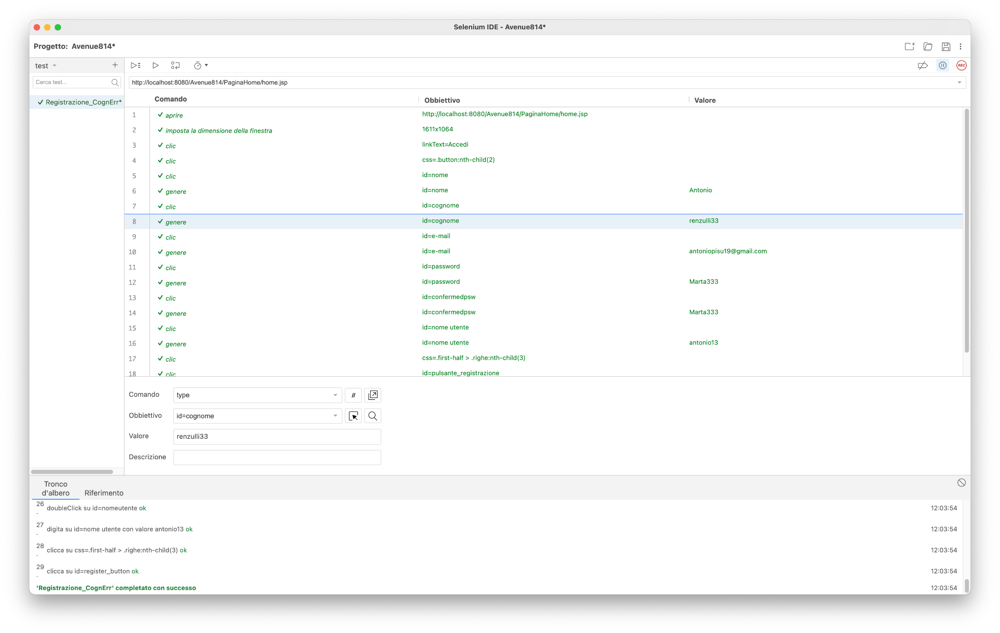 Selenium IDE - Avenue814*
Progetto: Avenue814*
test
REC
Cerca test...
http://localhost:8080/Avenue814/PaginaHome/home.jsp
Registrazione_CognErr*
Comando Obbiettivo Valore
1 aprire http://localhost:8080/Avenue814/PaginaHome/home.jsp
2 imposta la dimensione della finestra 1611x1064
3 clic linkText=Accedi
4 clic css=.button:nth-child(2)
5 clic id=nome
6 genere id=nome Antonio
7 clic id=cognome
8 genere id=cognome renzulli33
9 clic id=e-mail
10 genere id=e-mail antoniopisu19@gmail.com
11 clic id=password
12 genere id=password Marta333
13 clic id=confermedpsw
14 genere id=confermedpsw Marta333
15 clic id=nome utente
16 genere id=nome utente antonio13
17 clic css=.first-half > .righe:nth-child(3)
18 clic id=pulsante_registrazione
Comando type //
Obbiettivo id=cognome
Valore renzulli33
Descrizione
Tronco
d'albero Riferimento
26. doubleClick su id=nomeutente ok 12:03:54
27. digita su id=nome utente con valore antonio13 ok 12:03:54
28. clicca su css=.first-half > .righe:nth-child(3) ok 12:03:54
29. clicca su id=register_button ok 12:03:54
'Registrazione_CognErr' completato con successo 12:03:54